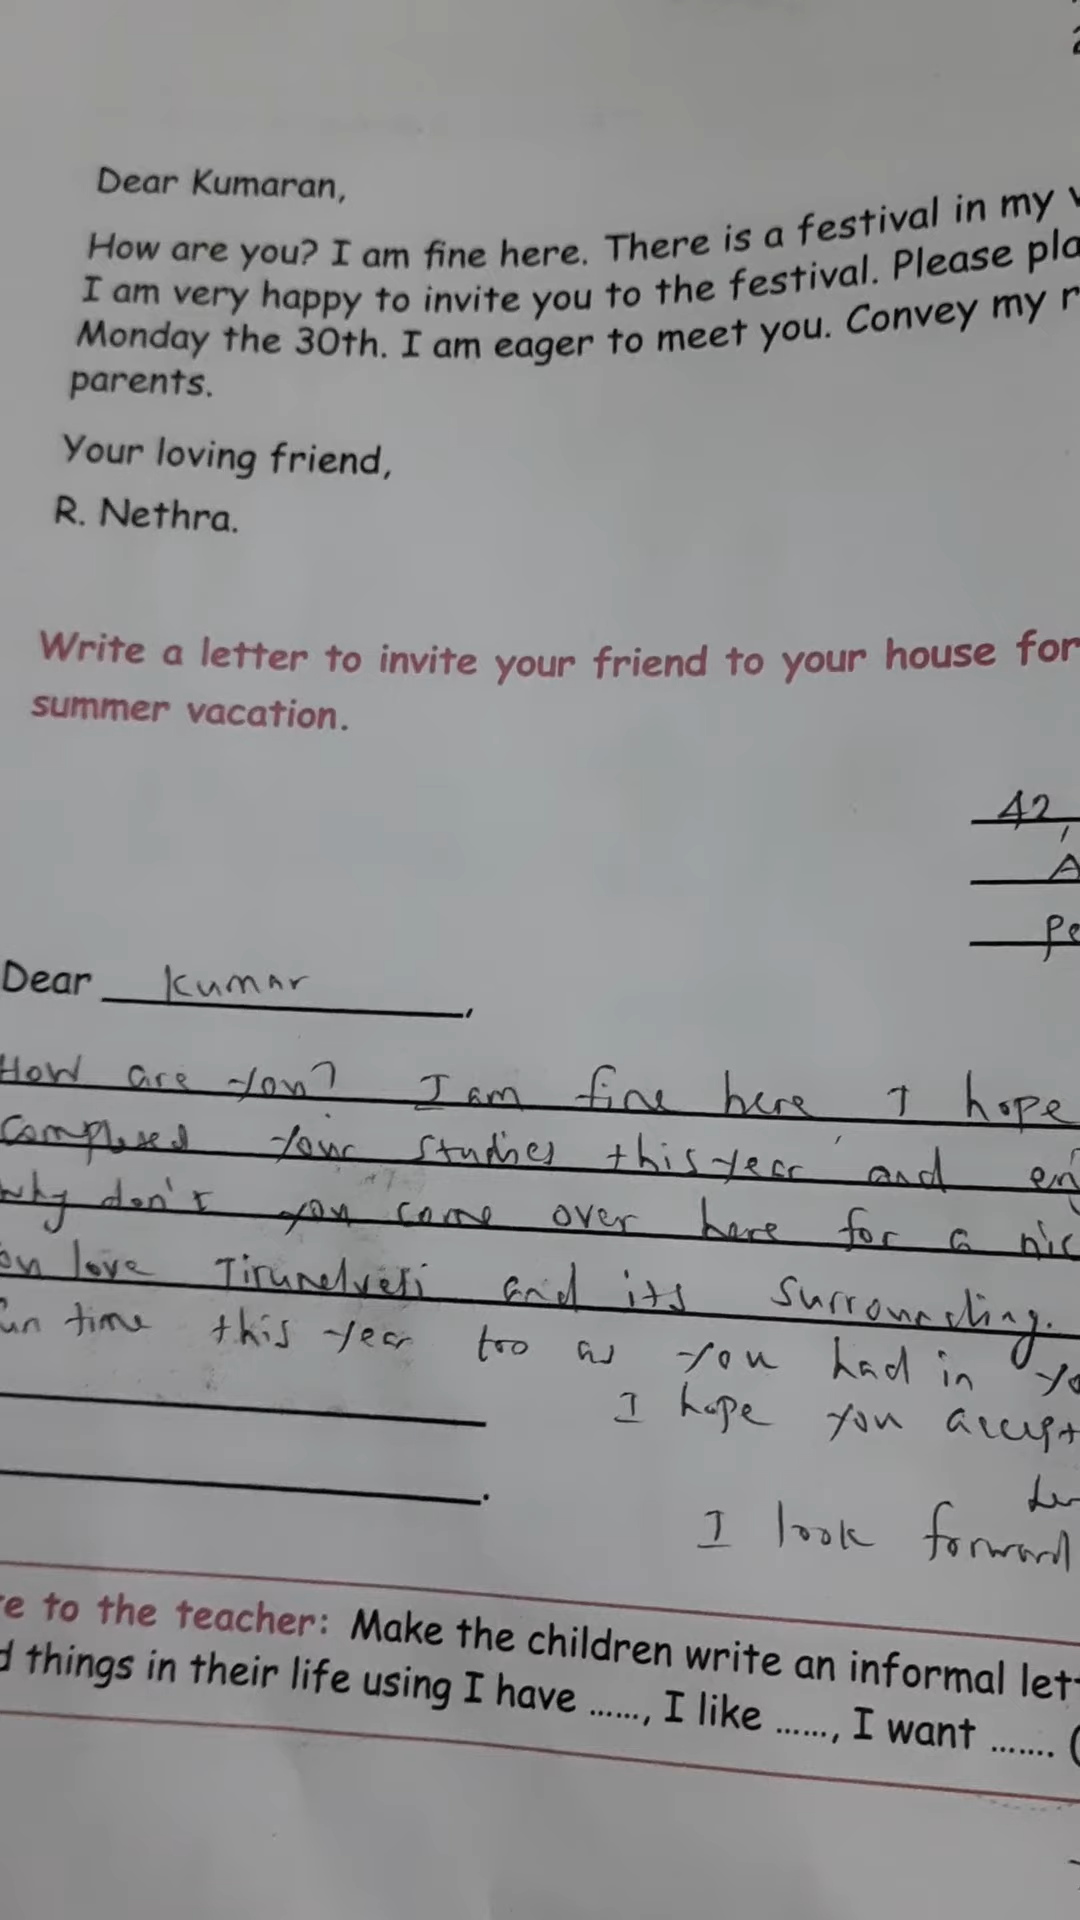 Dear Kumaran,
How are you? I am fine here. There is a festival in my
I am very happy to invite you to the festival. Please pla
Monday the 30th. I am eager to meet you. Convey my r
parents.
Your loving friend,
R. Nethra.
Write a letter to invite your friend to your house for
summer vacation.
42,
A
Pe
Dear Kumar,
How are you? I am fine here I hope
your studies this year and en
why don't you come over here for a nic
love Tirunelveli and its surrounding.
time this year too as you had in yo
I hope you accept
I look forward
e to the teacher: Make the children write an informal let
d things in their life using I have ......, I like ......, I want .......(